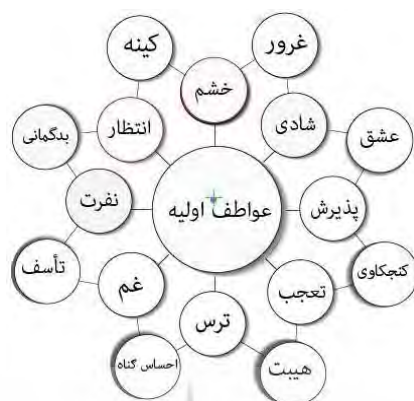 غرور
کینه
خشم
شادی
انتظار
عشق
بدگمانی
پذیرش
عواطف اولیه
نفرت
کنجکاوی
تعجب
غم
تأسف
ترس
هیبت
احساس گناه